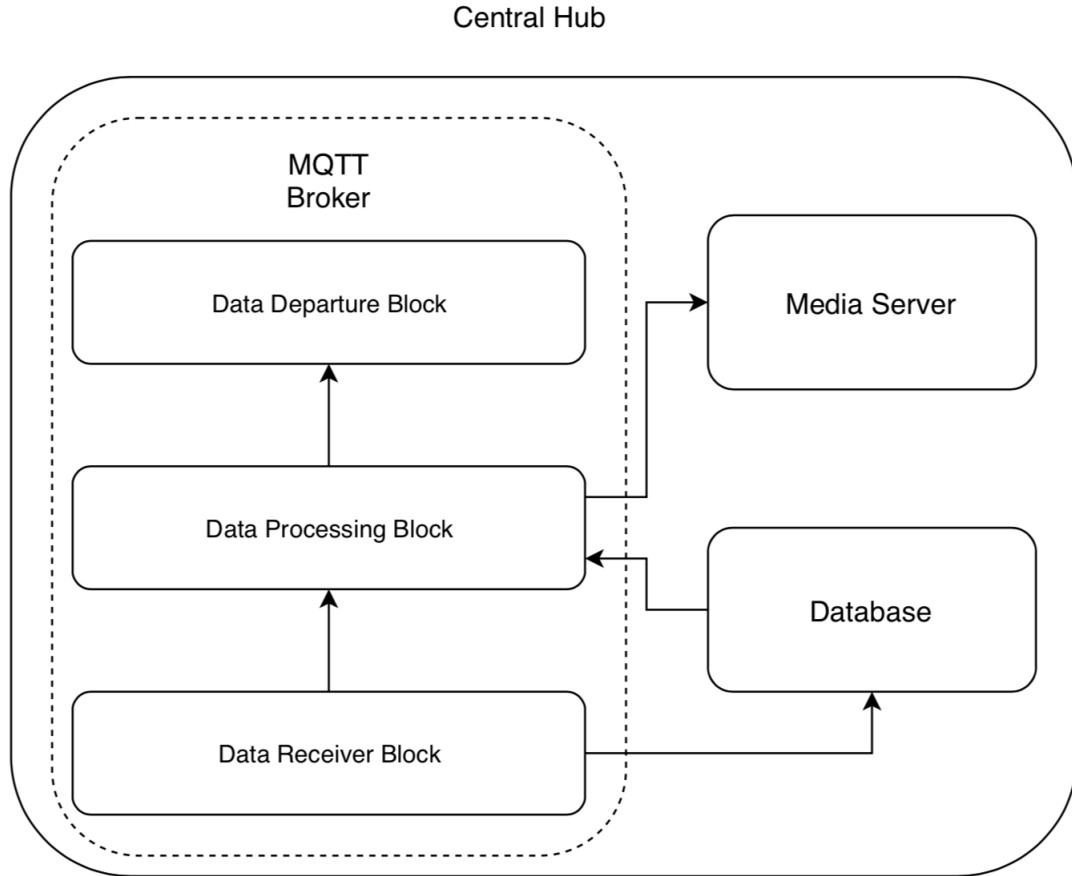 Central Hub
MQTT
Broker
Data Departure Block
Media Server
Data Processing Block
Database
Data Receiver Block